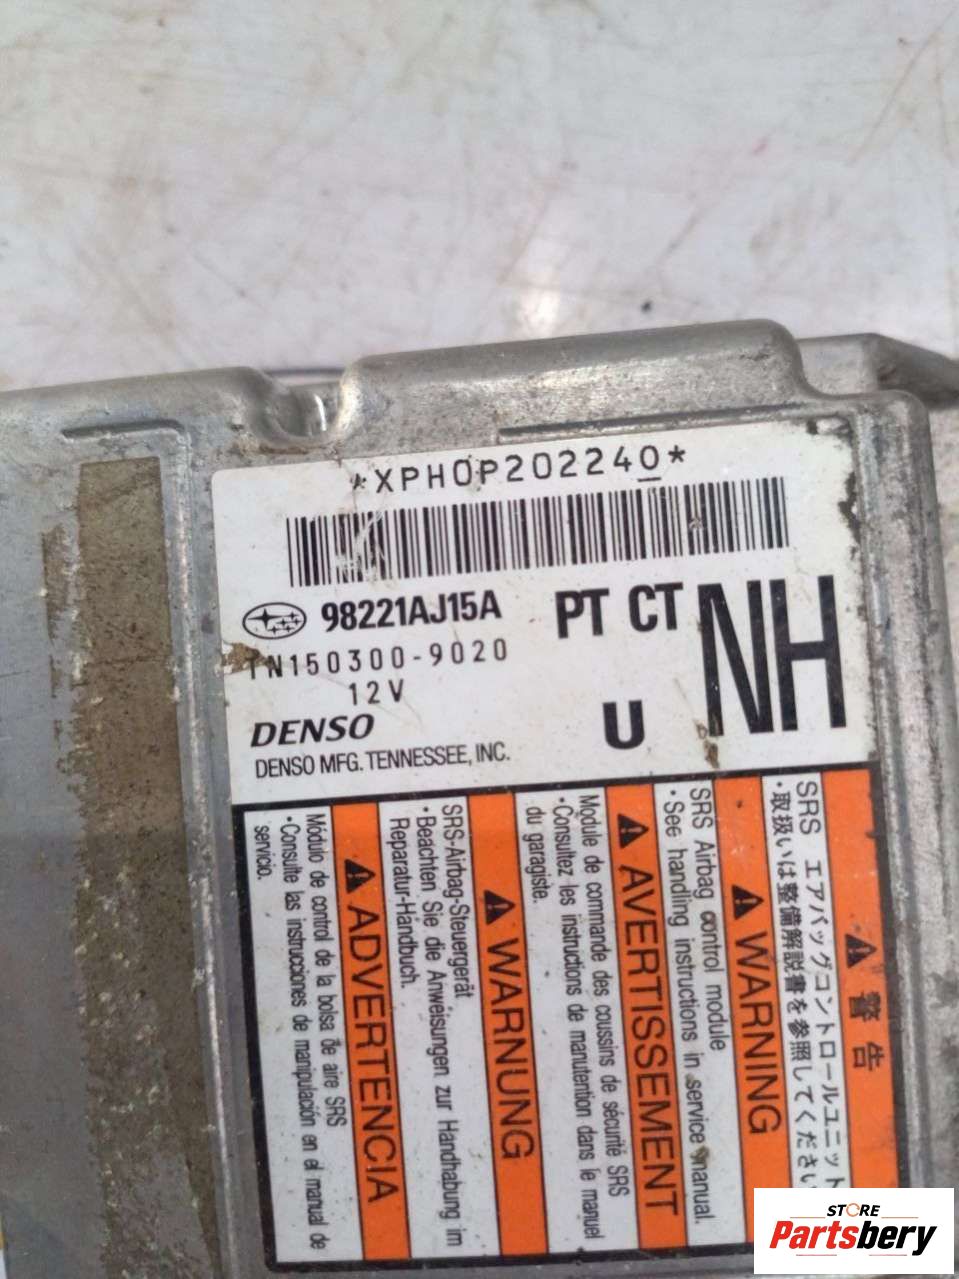 *XPH0P202240*
98221AJ15A PT CT NH
TN150300-9020
12V
U
DENSO
DENSO MFG. TENNESSEE, INC.
警告
SRS エアバッグコントロールユニット
・取扱いは整備解説書を参照してください
WARNING
SRS Airbag control module
・See handling instructions in service manual.
AVERTISSEMENT
Module de commande des coussins de sécurité SRS
・Consultez les instructions de manutention dans le manuel
du garagiste.
WARNUNG
SRS-Airbag-Steuergerät
・Beachten Sie die Anweisungen zur Handhabung im
Reparatur-Handbuch.
ADVERTENCIA
Módulo de control de la bolsa de aire SRS
・Consulte las instrucciones de manipulación en el manual de
servicio.
STORE
Partsbery